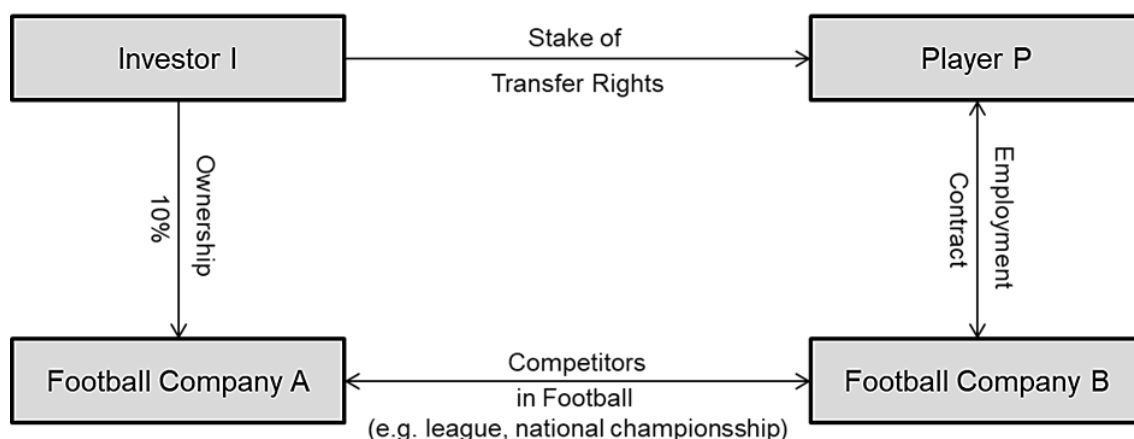 Investor I
Stake of
Transfer Rights
Player P
Ownership
10%
Employment
Contract
Football Company A
Competitors
in Football
(e.g. league, national championsship)
Football Company B